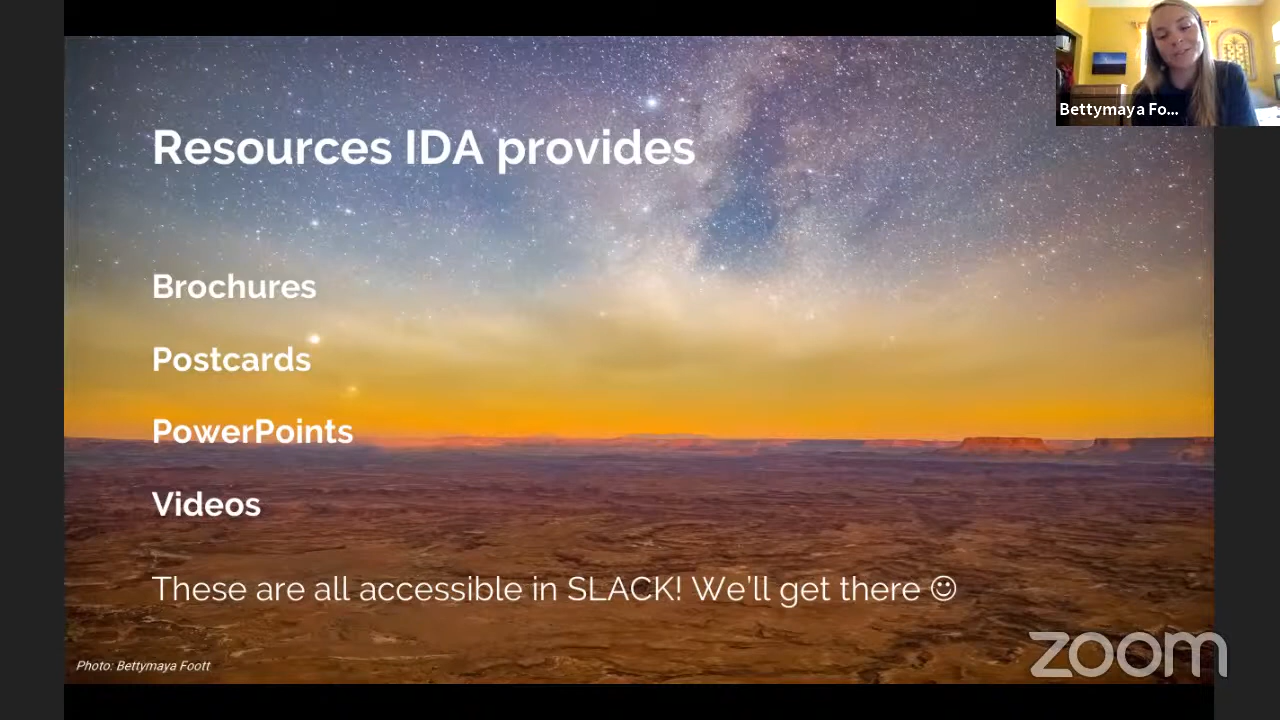 Bettymaya Fo...
Resources IDA provides
Brochures
Postcards
PowerPoints
Videos
These are all accessible in SLACK! We'll get there ☺
Photo: Bettymaya Foott
zoom